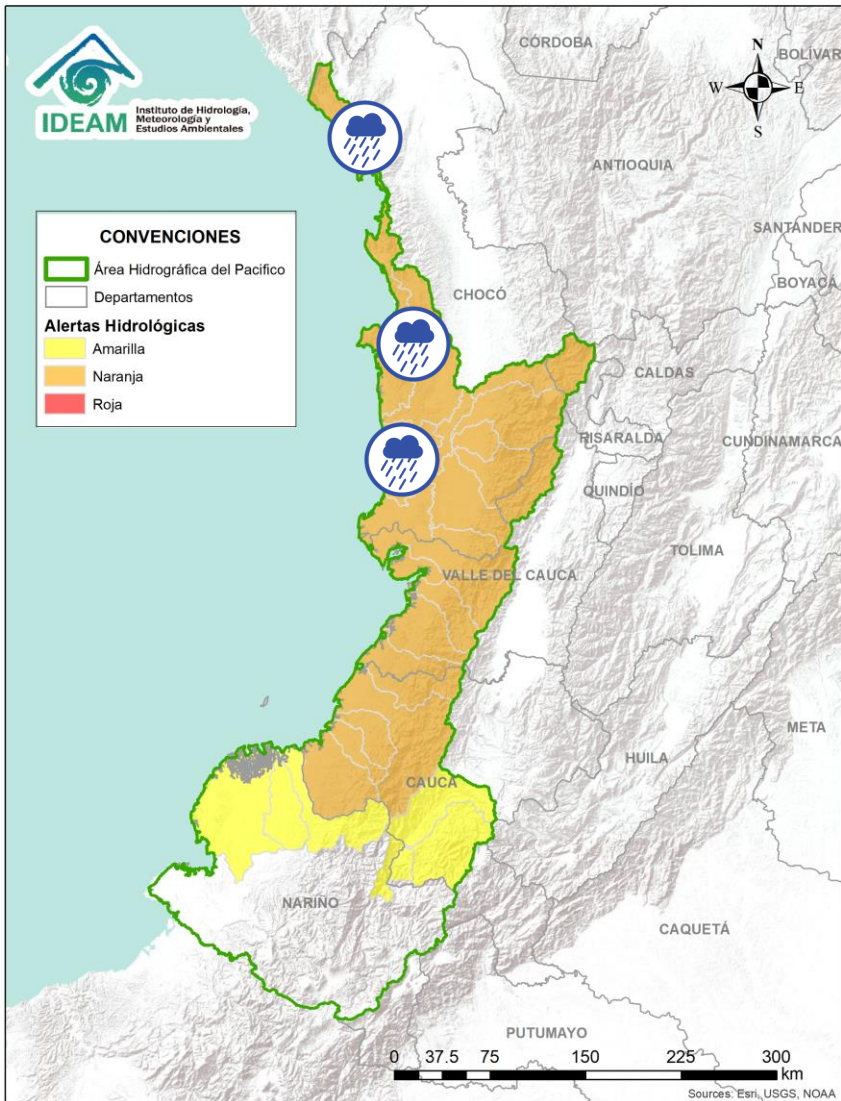 IDEAM
Instituto de Hidrología,
Meteorología y
Estudios Ambientales
CÓRDOBA
BOLÍVAR
N
W
E
S
ANTIOQUIA
SANTANDER
BOYACÁ
CONVENCIONES
Área Hidrográfica del Pacifico
Departamentos
Alertas Hidrológicas
Amarilla
Naranja
Roja
CHOCÓ
CALDAS
RISARALDA
CUNDINAMARCA
QUINDÍO
TOLIMA
VALLE DEL CAUCA
META
HUILA
CAUCA
NARIÑO
CAQUETÁ
PUTUMAYO
0 37.5 75 150 225 300
km
Sources: Esri, USGS, NOAA